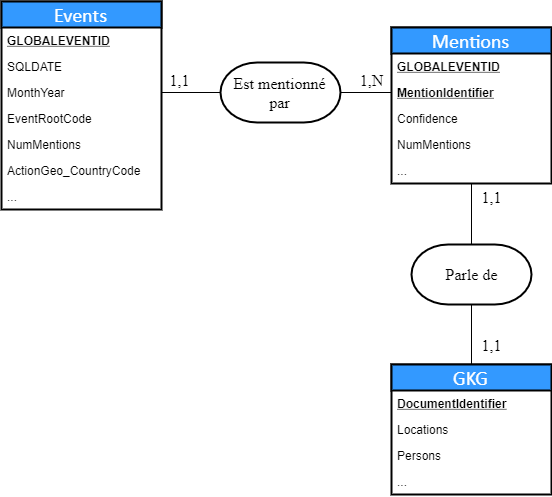 Events
GLOBALEVENTID
SQLDATE
MonthYear
EventRootCode
NumMentions
ActionGeo_CountryCode
...
1,1
Est mentionné
par
1,N
Mentions
GLOBALEVENTID
MentionIdentifier
Confidence
NumMentions
...
1,1
Parle de
1,1
GKG
DocumentIdentifier
Locations
Persons
...